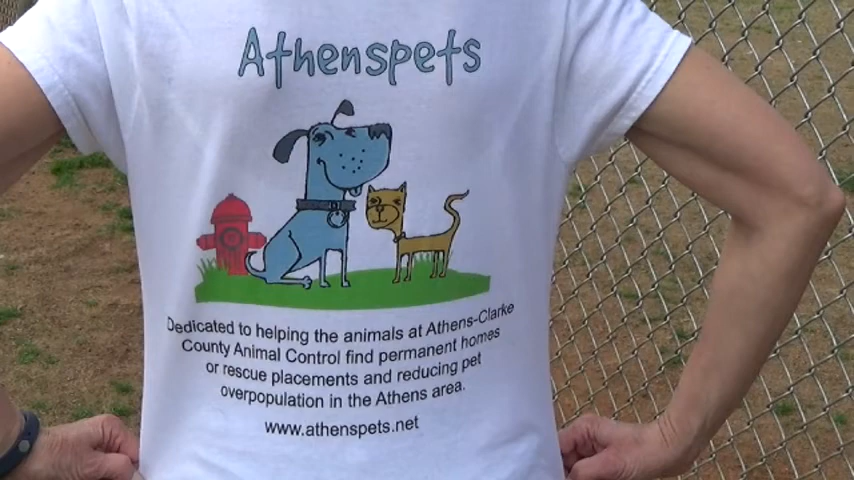 Athenspets
Dedicated to helping the animals at Athens-Clarke
County Animal Control find permanent homes
or rescue placements and reducing pet
overpopulation in the Athens area.
www.athenspets.net